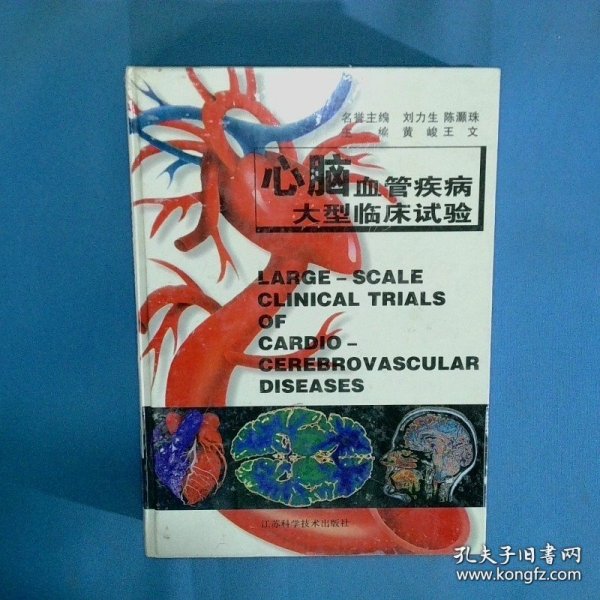 名誉主编 刘力生 陈灏珠
主 编 黄 峻 王 文
心脑血管疾病
大型临床试验
LARGE-SCALE
CLINICAL TRIALS
OF
CARDIO-
CEREBROVASCULAR
DISEASES
江苏科学技术出版社
孔夫子旧书网
www.kongfz.com